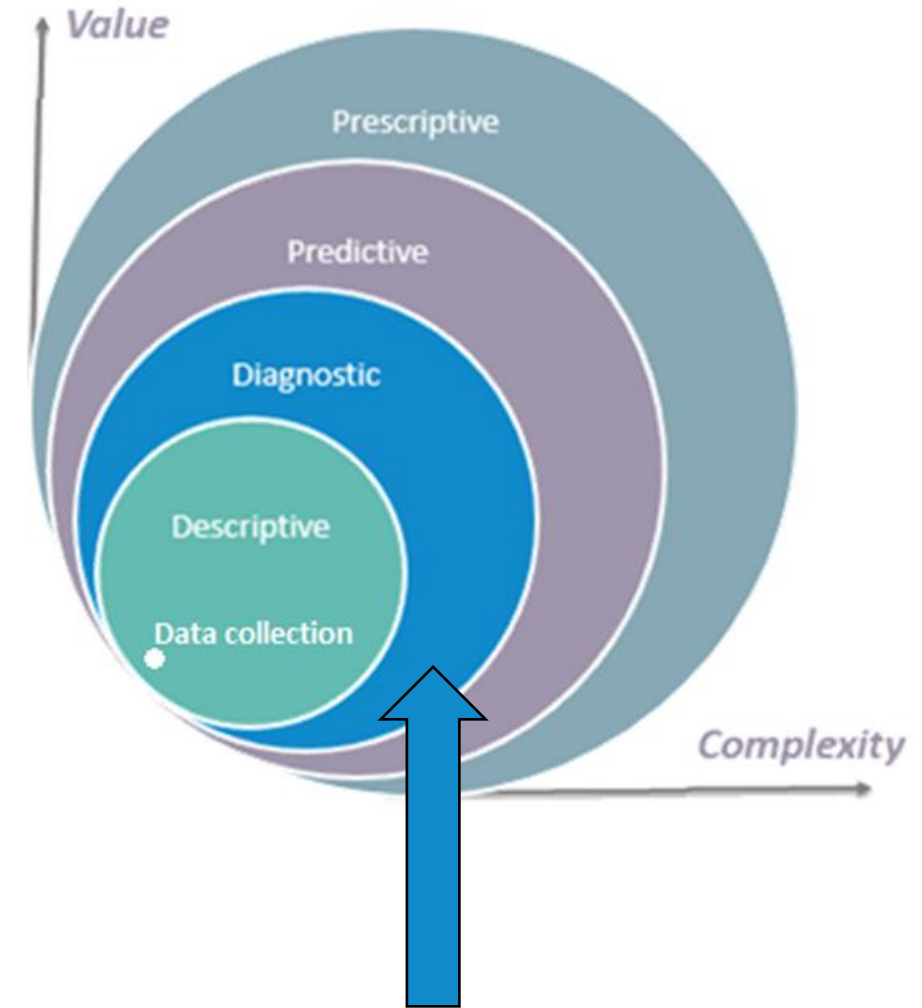 Value
Prescriptive
Predictive
Diagnostic
Descriptive
Data collection
Complexity